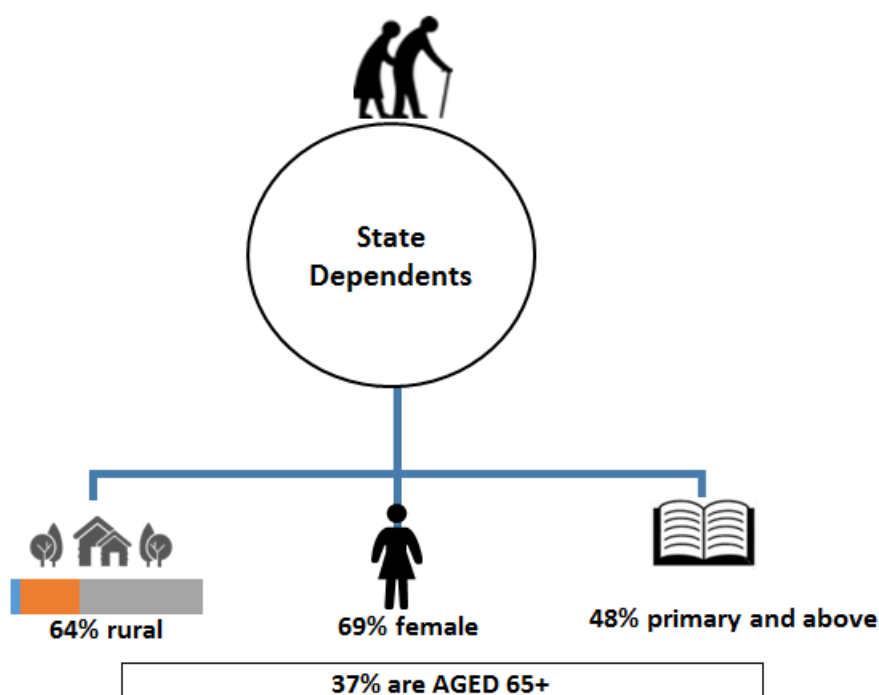 State
Dependents
64% rural
69% female
48% primary and above
37% are AGED 65+